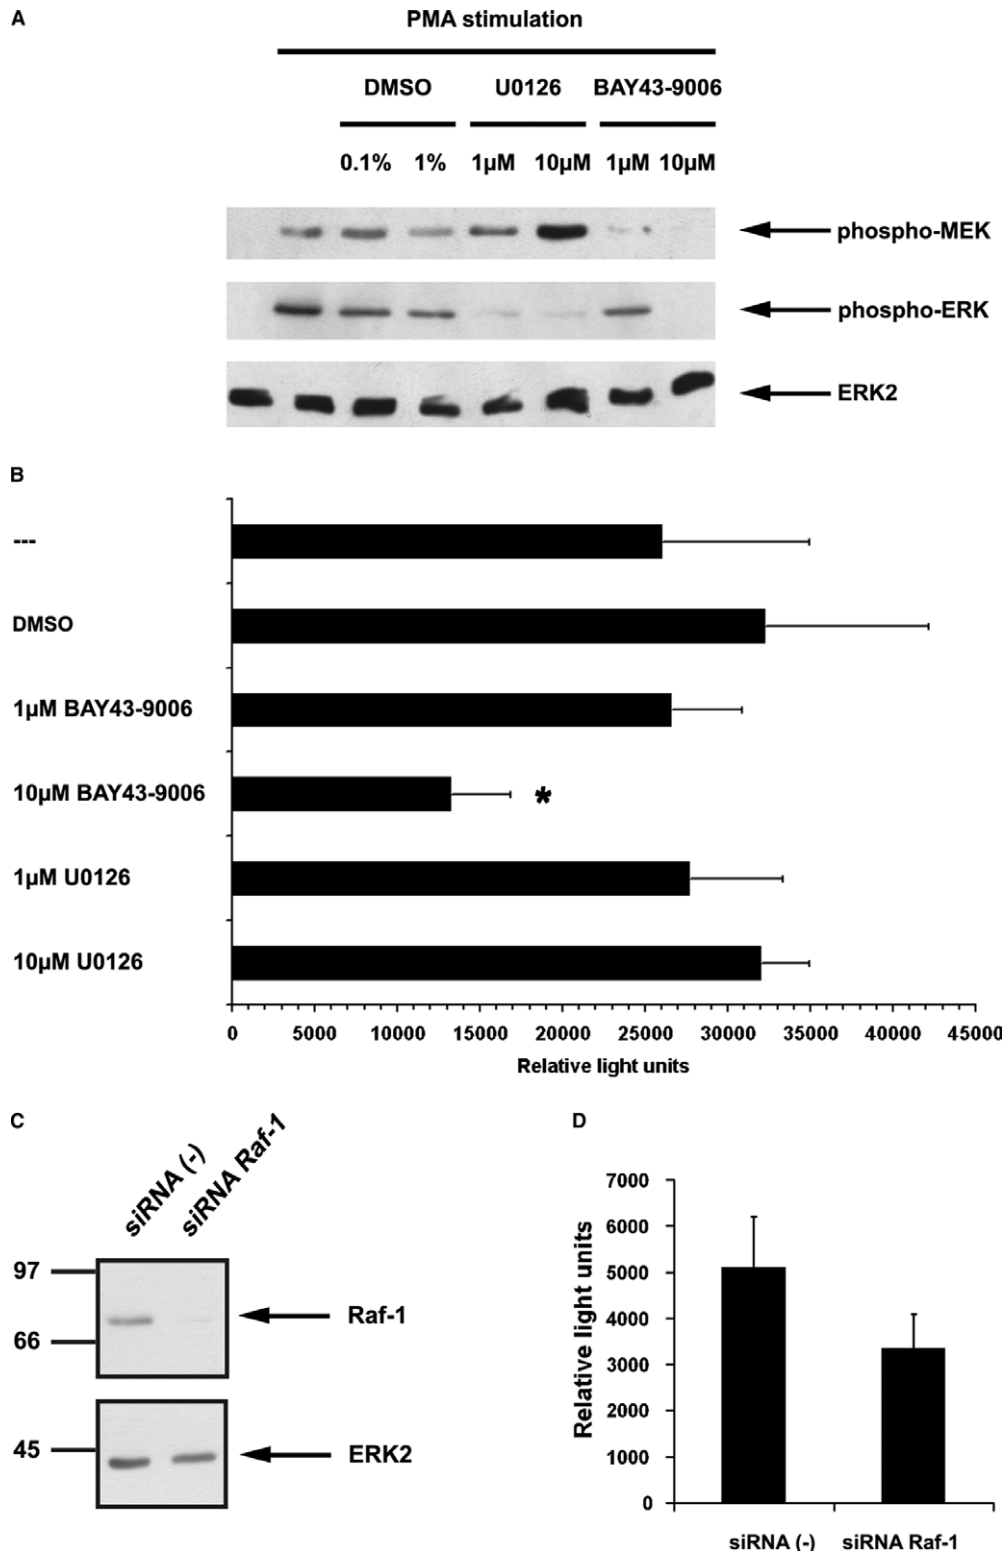 A
PMA stimulation
DMSO U0126 BAY43-9006
0.1% 1% 1µM 10µM 1µM 10µM
phospho-MEK
phospho-ERK
ERK2
B
---
DMSO
1µM BAY43-9006
10µM BAY43-9006
*
1µM U0126
10µM U0126
0 5000 10000 15000 20000 25000 30000 35000 40000 45000
Relative light units
C
siRNA (-) siRNA Raf-1
97
66
Raf-1
45
ERK2
D
Relative light units
7000
6000
5000
4000
3000
2000
1000
0
siRNA (-) siRNA Raf-1